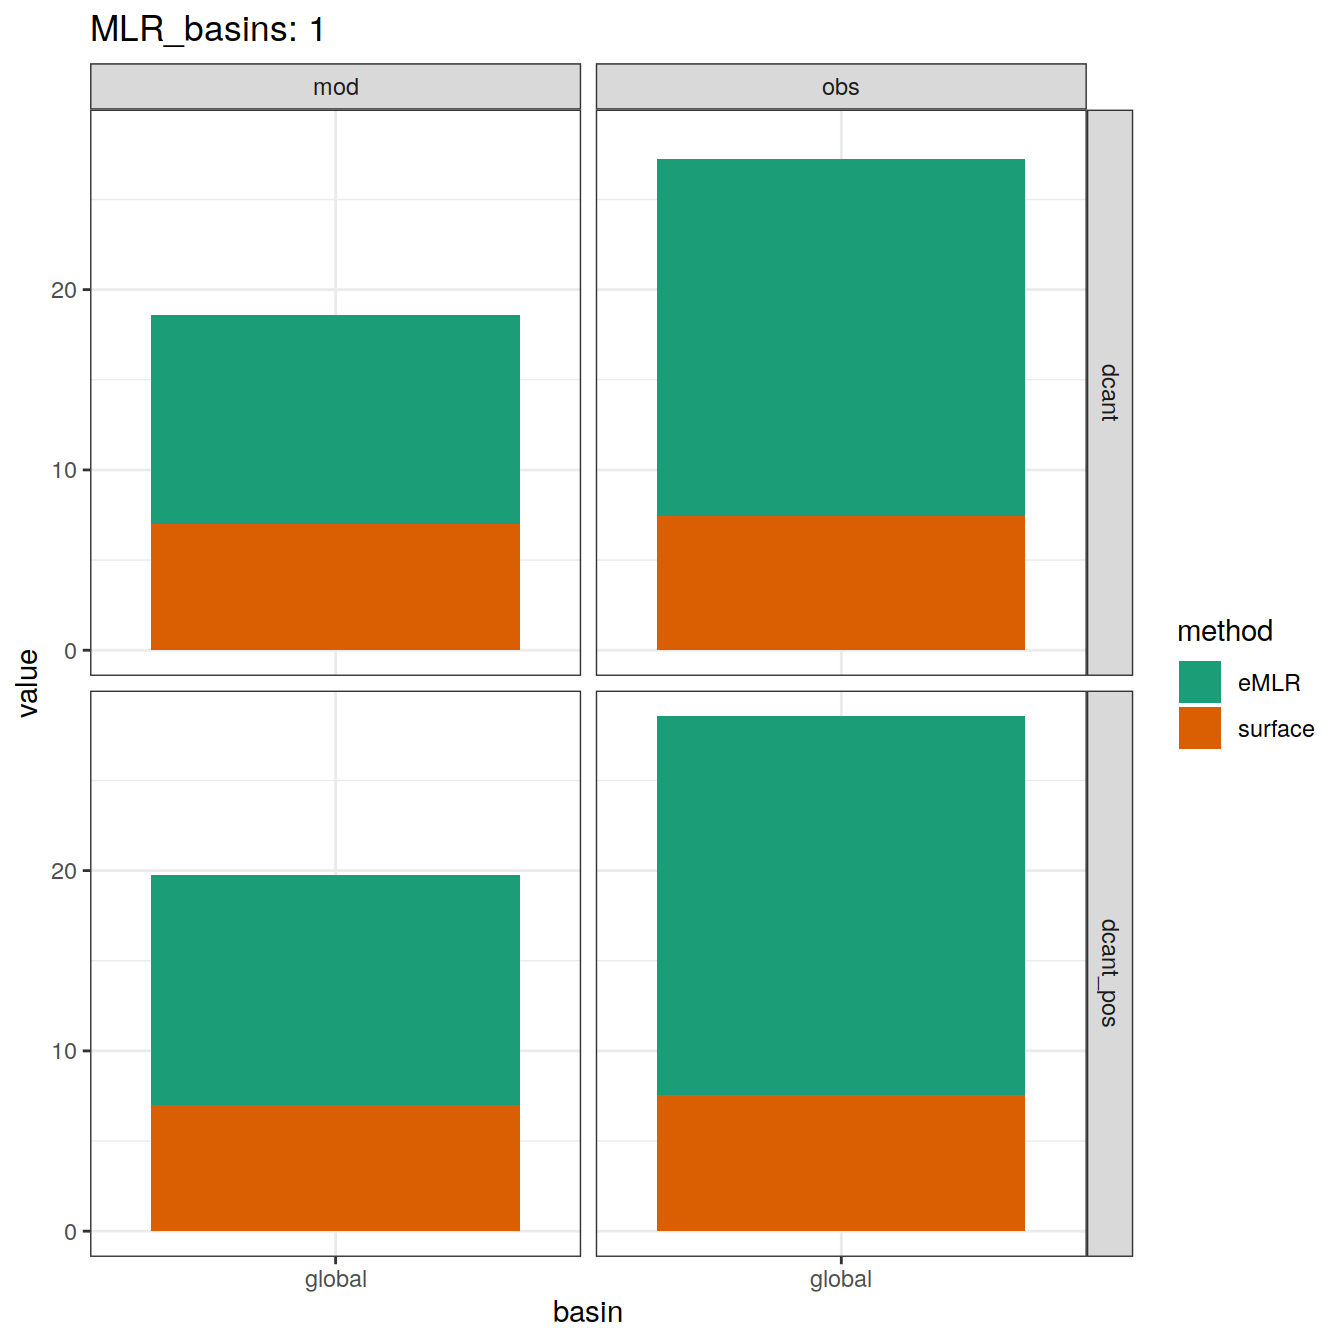 MLR_basins: 1
mod
obs
20
10
0
dcant
20
10
0
dcant_pos
value
global
global
basin
method
eMLR
surface